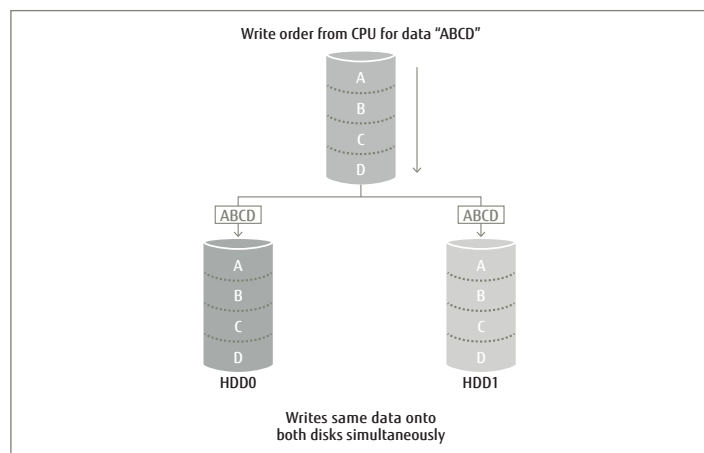 Write order from CPU for data “ABCD”
A
B
C
D
ABCD
ABCD
A
B
C
D
A
B
C
D
HDD0
HDD1
Writes same data onto
both disks simultaneously